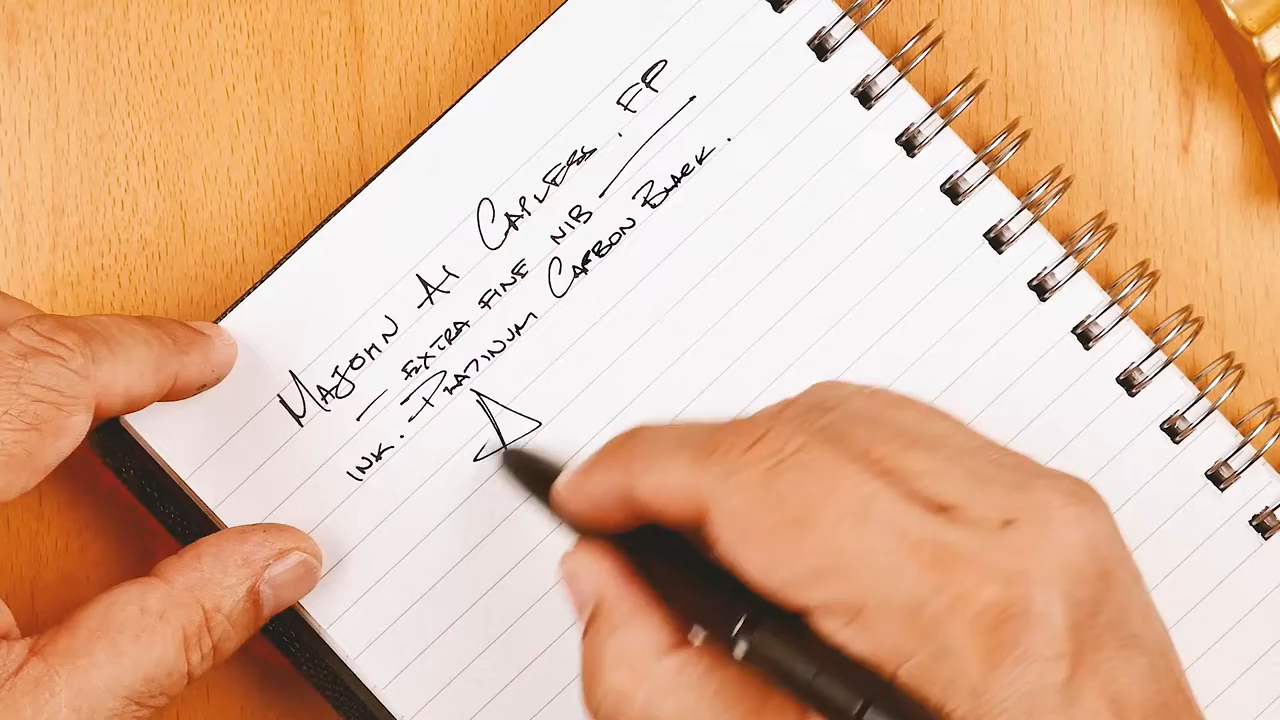 MAJOHN A1 CAPLESS. FP
— EXTRA FINE NIB —
INK. PLATINUM CARBON BLACK.